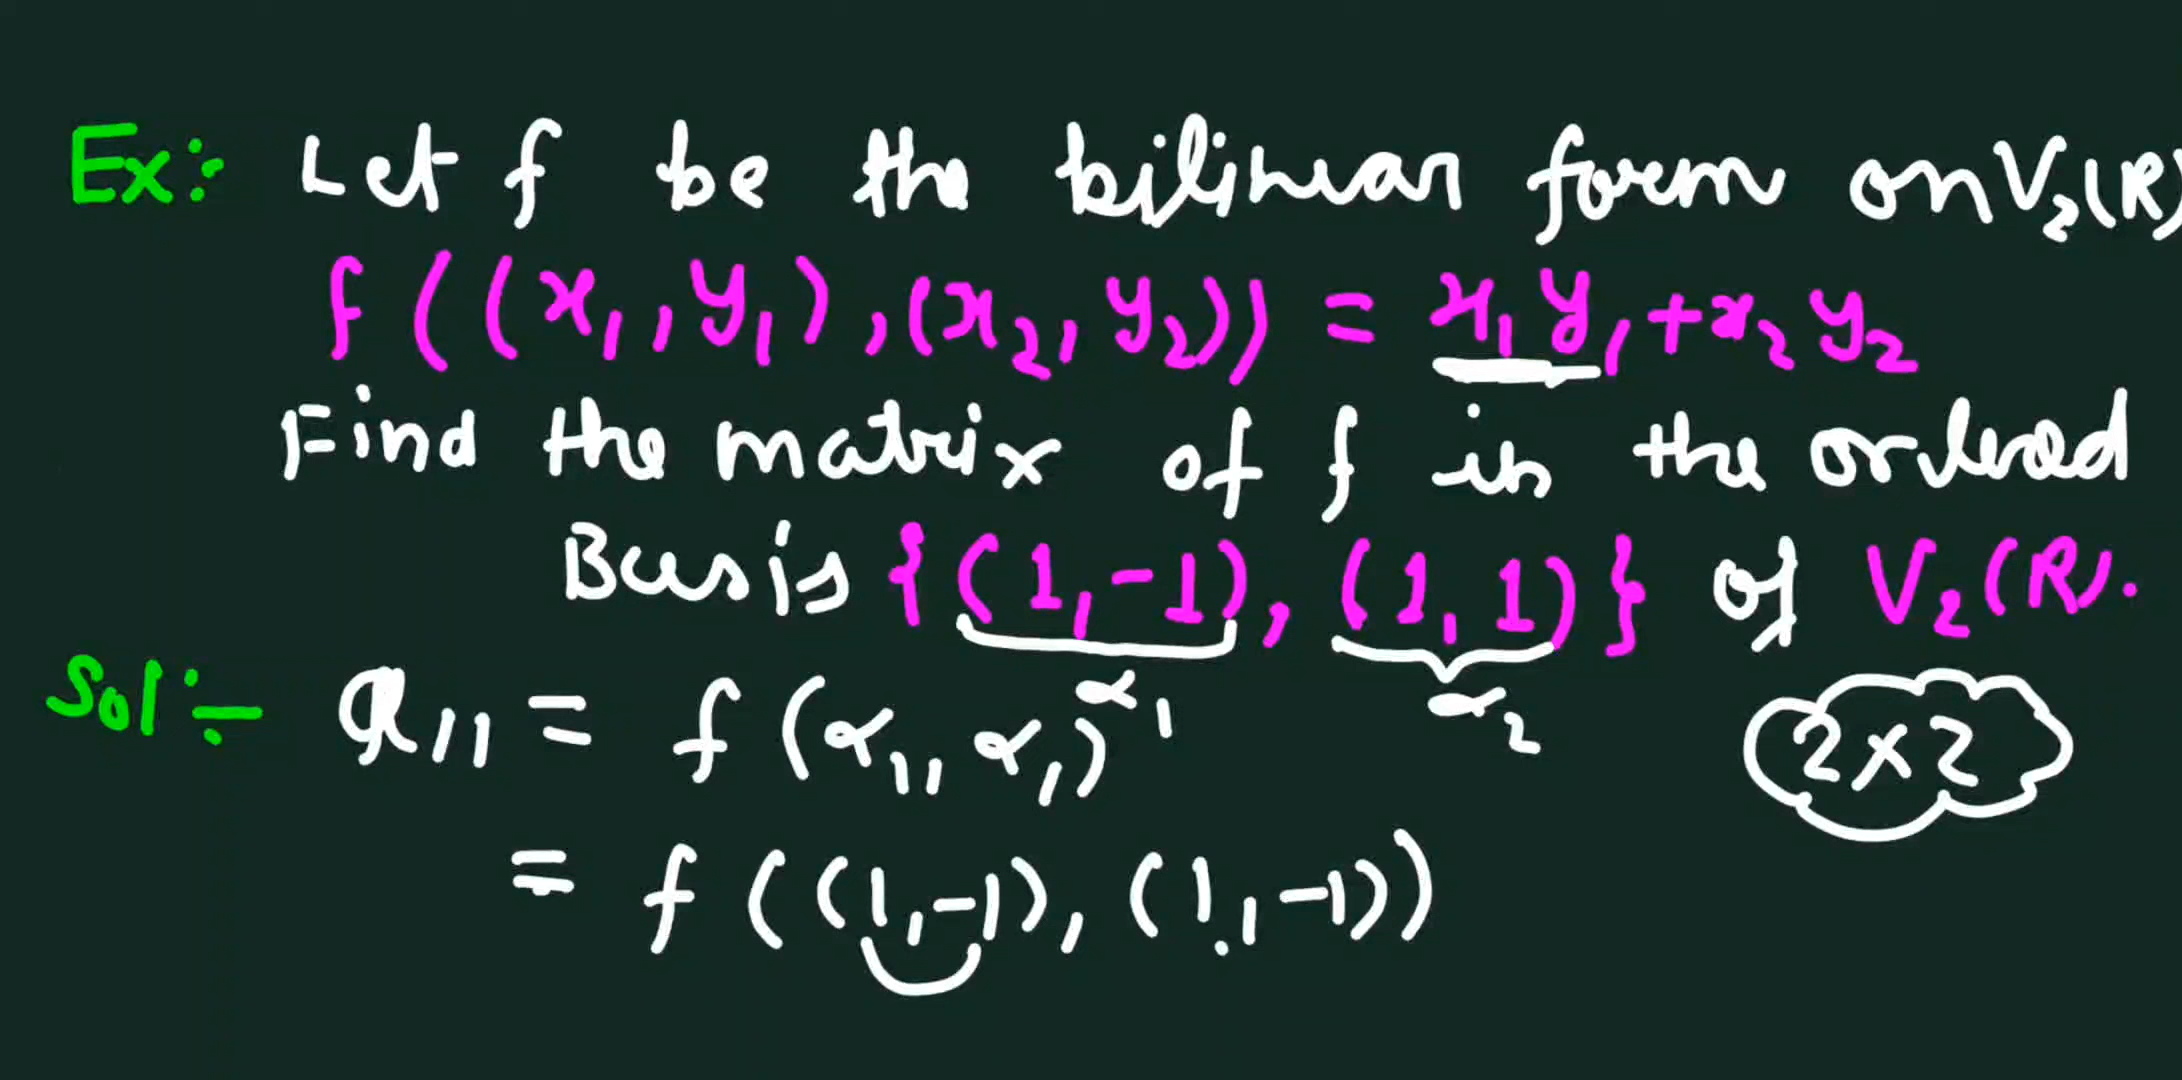 Ex:- Let f be the bilinear form on V₂(R)
f((x₁, y₁), (x₂, y₂)) = x₁y₁ + x₂y₂
Find the matrix of f in the ordered
Basis {(1, -1), (1, 1)} of V₂(R).
α₁ α₂
Sol:- a₁₁ = f(α₁, α₁)
2×2
= f((1, -1), (1, -1))